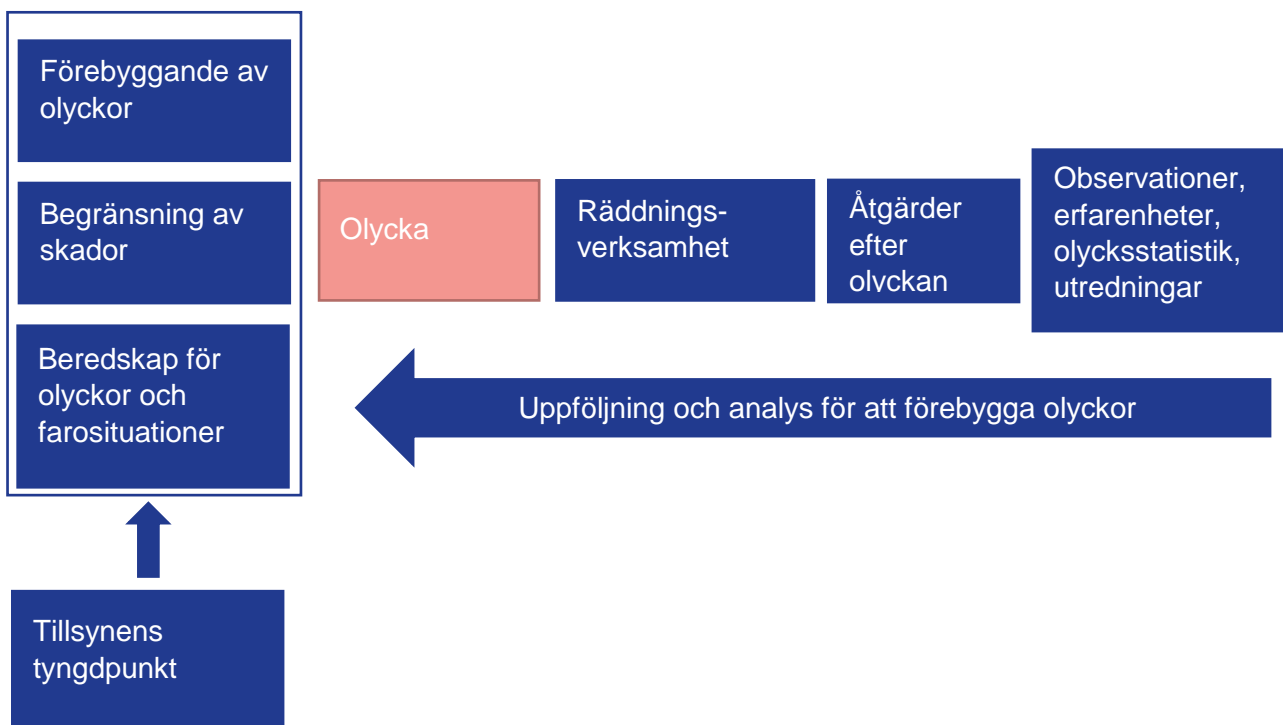 Förebyggande av
olyckor
Begränsning av
skador
Beredskap för
olyckor och
farosituationer
Olycka
Räddnings-
verksamhet
Åtgärder
efter
olyckan
Observationer,
erfarenheter,
olycksstatistik,
utredningar
Uppföljning och analys för att förebygga olyckor
Tillsynens
tyngdpunkt